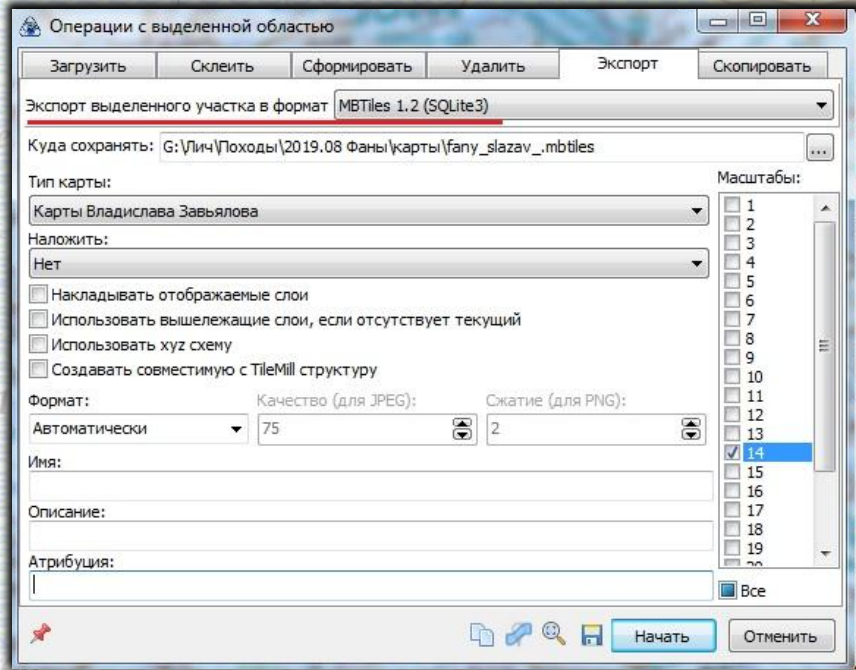 Операции с выделенной областью
Загрузить Склеить Сформировать Удалить Экспорт Скопировать
Экспорт выделенного участка в формат MBTiles 1.2 (SQLite3)
Куда сохранять: G:\Лич\Походы\2019.08 Фаны\карты\fany_slazav_.mbtiles ...
Тип карты:
Карты Владислава Завьялова
Наложить:
Нет
Накладывать отображаемые слои
Использовать вышележащие слои, если отсутствует текущий
Использовать xyz схему
Создавать совместимую с TileMill структуру
Формат: Качество (для JPEG): Сжатие (для PNG):
Автоматически 75 2
Имя:
Описание:
Атрибуция:
Масштабы:
1
2
3
4
5
6
7
8
9
10
11
12
13
14
15
16
17
18
19
20
Все
Начать Отменить